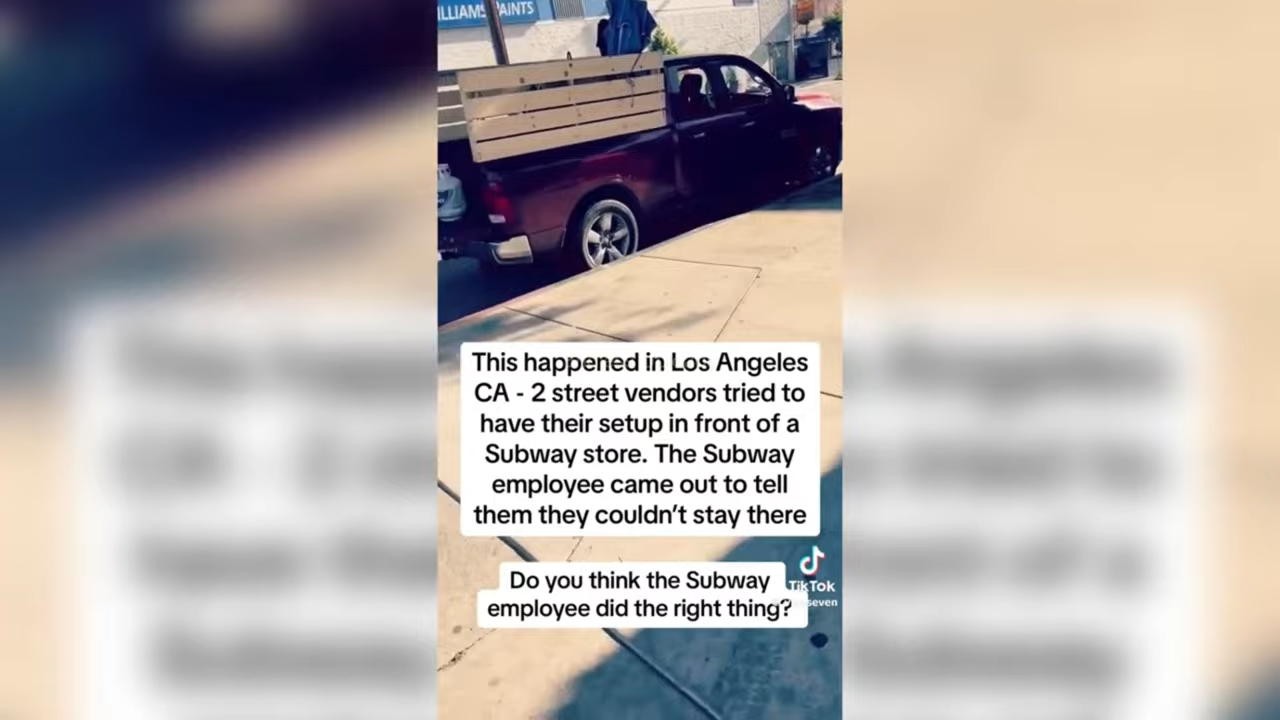 PAINTS
This happened in Los Angeles
CA - 2 street vendors tried to
have their setup in front of a
Subway store. The Subway
employee came out to tell
them they couldn’t stay there
Do you think the Subway
employee did the right thing?
TikTok